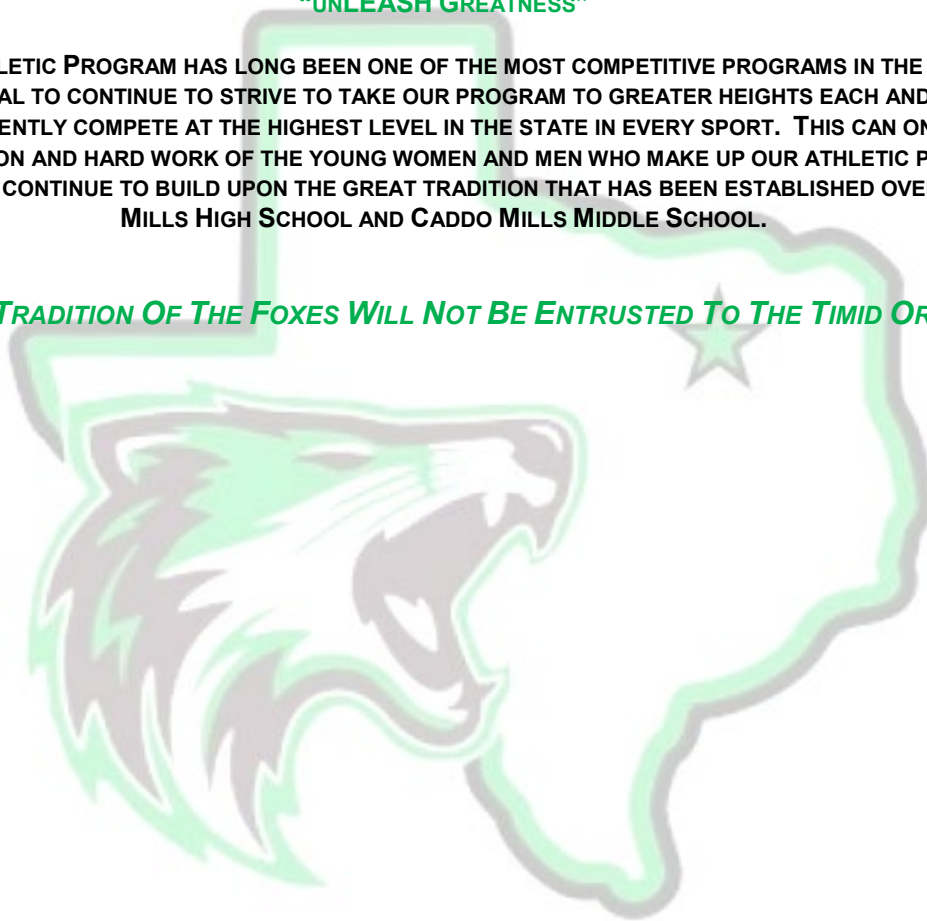 "UNLEASH GREATNESS"
LETIC PROGRAM HAS LONG BEEN ONE OF THE MOST COMPETITIVE PROGRAMS IN THE
AL TO CONTINUE TO STRIVE TO TAKE OUR PROGRAM TO GREATER HEIGHTS EACH AND
ENTLY COMPETE AT THE HIGHEST LEVEL IN THE STATE IN EVERY SPORT. THIS CAN ON
ON AND HARD WORK OF THE YOUNG WOMEN AND MEN WHO MAKE UP OUR ATHLETIC P
CONTINUE TO BUILD UPON THE GREAT TRADITION THAT HAS BEEN ESTABLISHED OVE
MILLS HIGH SCHOOL AND CADDO MILLS MIDDLE SCHOOL.
TRADITION OF THE FOXES WILL NOT BE ENTRUSTED TO THE TIMID OR